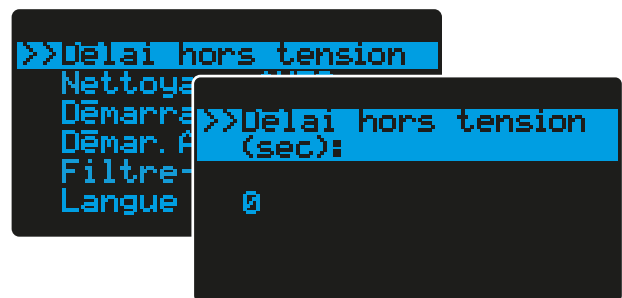 >>Delai hors tension
Nettoya
Dēmarra
Dēmar. A
Filtre-
Langue
>>Delai hors tension
(sec):
0